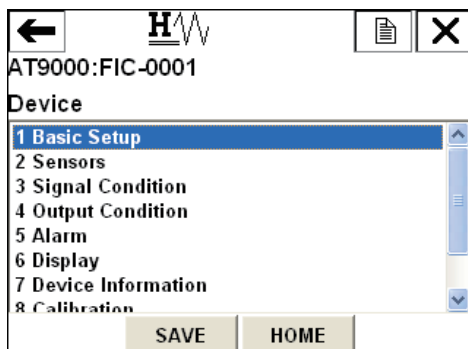 AT9000:FIC-0001
Device
1 Basic Setup
2 Sensors
3 Signal Condition
4 Output Condition
5 Alarm
6 Display
7 Device Information
8 Calibration
SAVE HOME